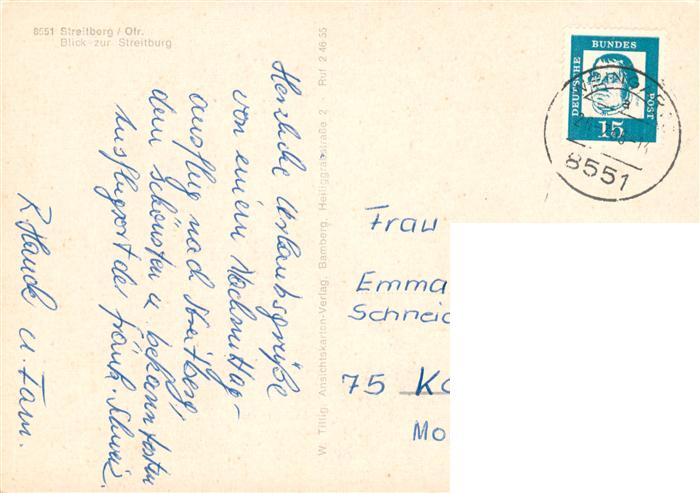 8551 Streitberg / Ofr.
Blick zur Streitburg
Herzliche Urlaubsgrüße
von einem Nachmittag-
ausflug nach Streitberg,
dem schönsten u. bekanntesten
Ausflugsort der fränk. Schweiz.
R. Hauck u. Fam.
W. Tillig, Ansichtskarten-Verlag, Bamberg, Heiliggrabstraße 2 Ruf 2 46 55
DEUTSCHE BUNDES POST
15
8551
Frau
Emma
Schneid
75 Ka
Mo